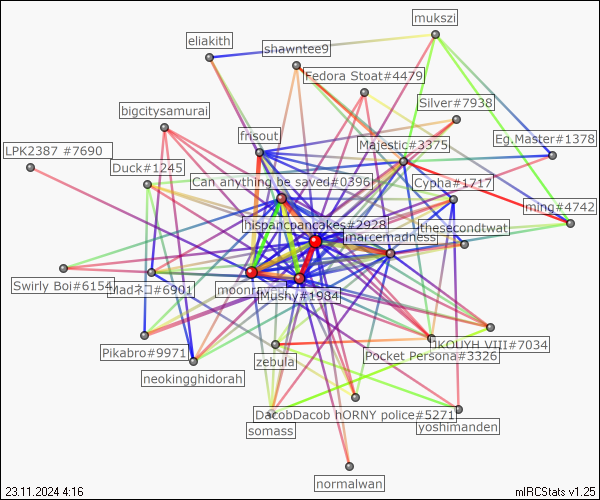 mukszi
eliakith
shawntee9
Fedora Stoat#4479
Silver#7938
bigcitysamurai
frisout
Eg.Master#1378
LPK2387 #7690
Majestic#3375
Duck#1245
Can anything be saved#0396
Cypha#1717
ming#4742
hispancpancakes#2928
thesecondtwat
marcemadness
Swirly Boi#6154
Madネコ#6901
Mushy#1984
Pikabro#9971
VIII#7034
Pocket Persona#3326
zebula
neokingghidorah
DacobDacob hORNY police#5271
yoshimanden
somass
normalwan
23.11.2024 4:16
mIRCStats v1.25